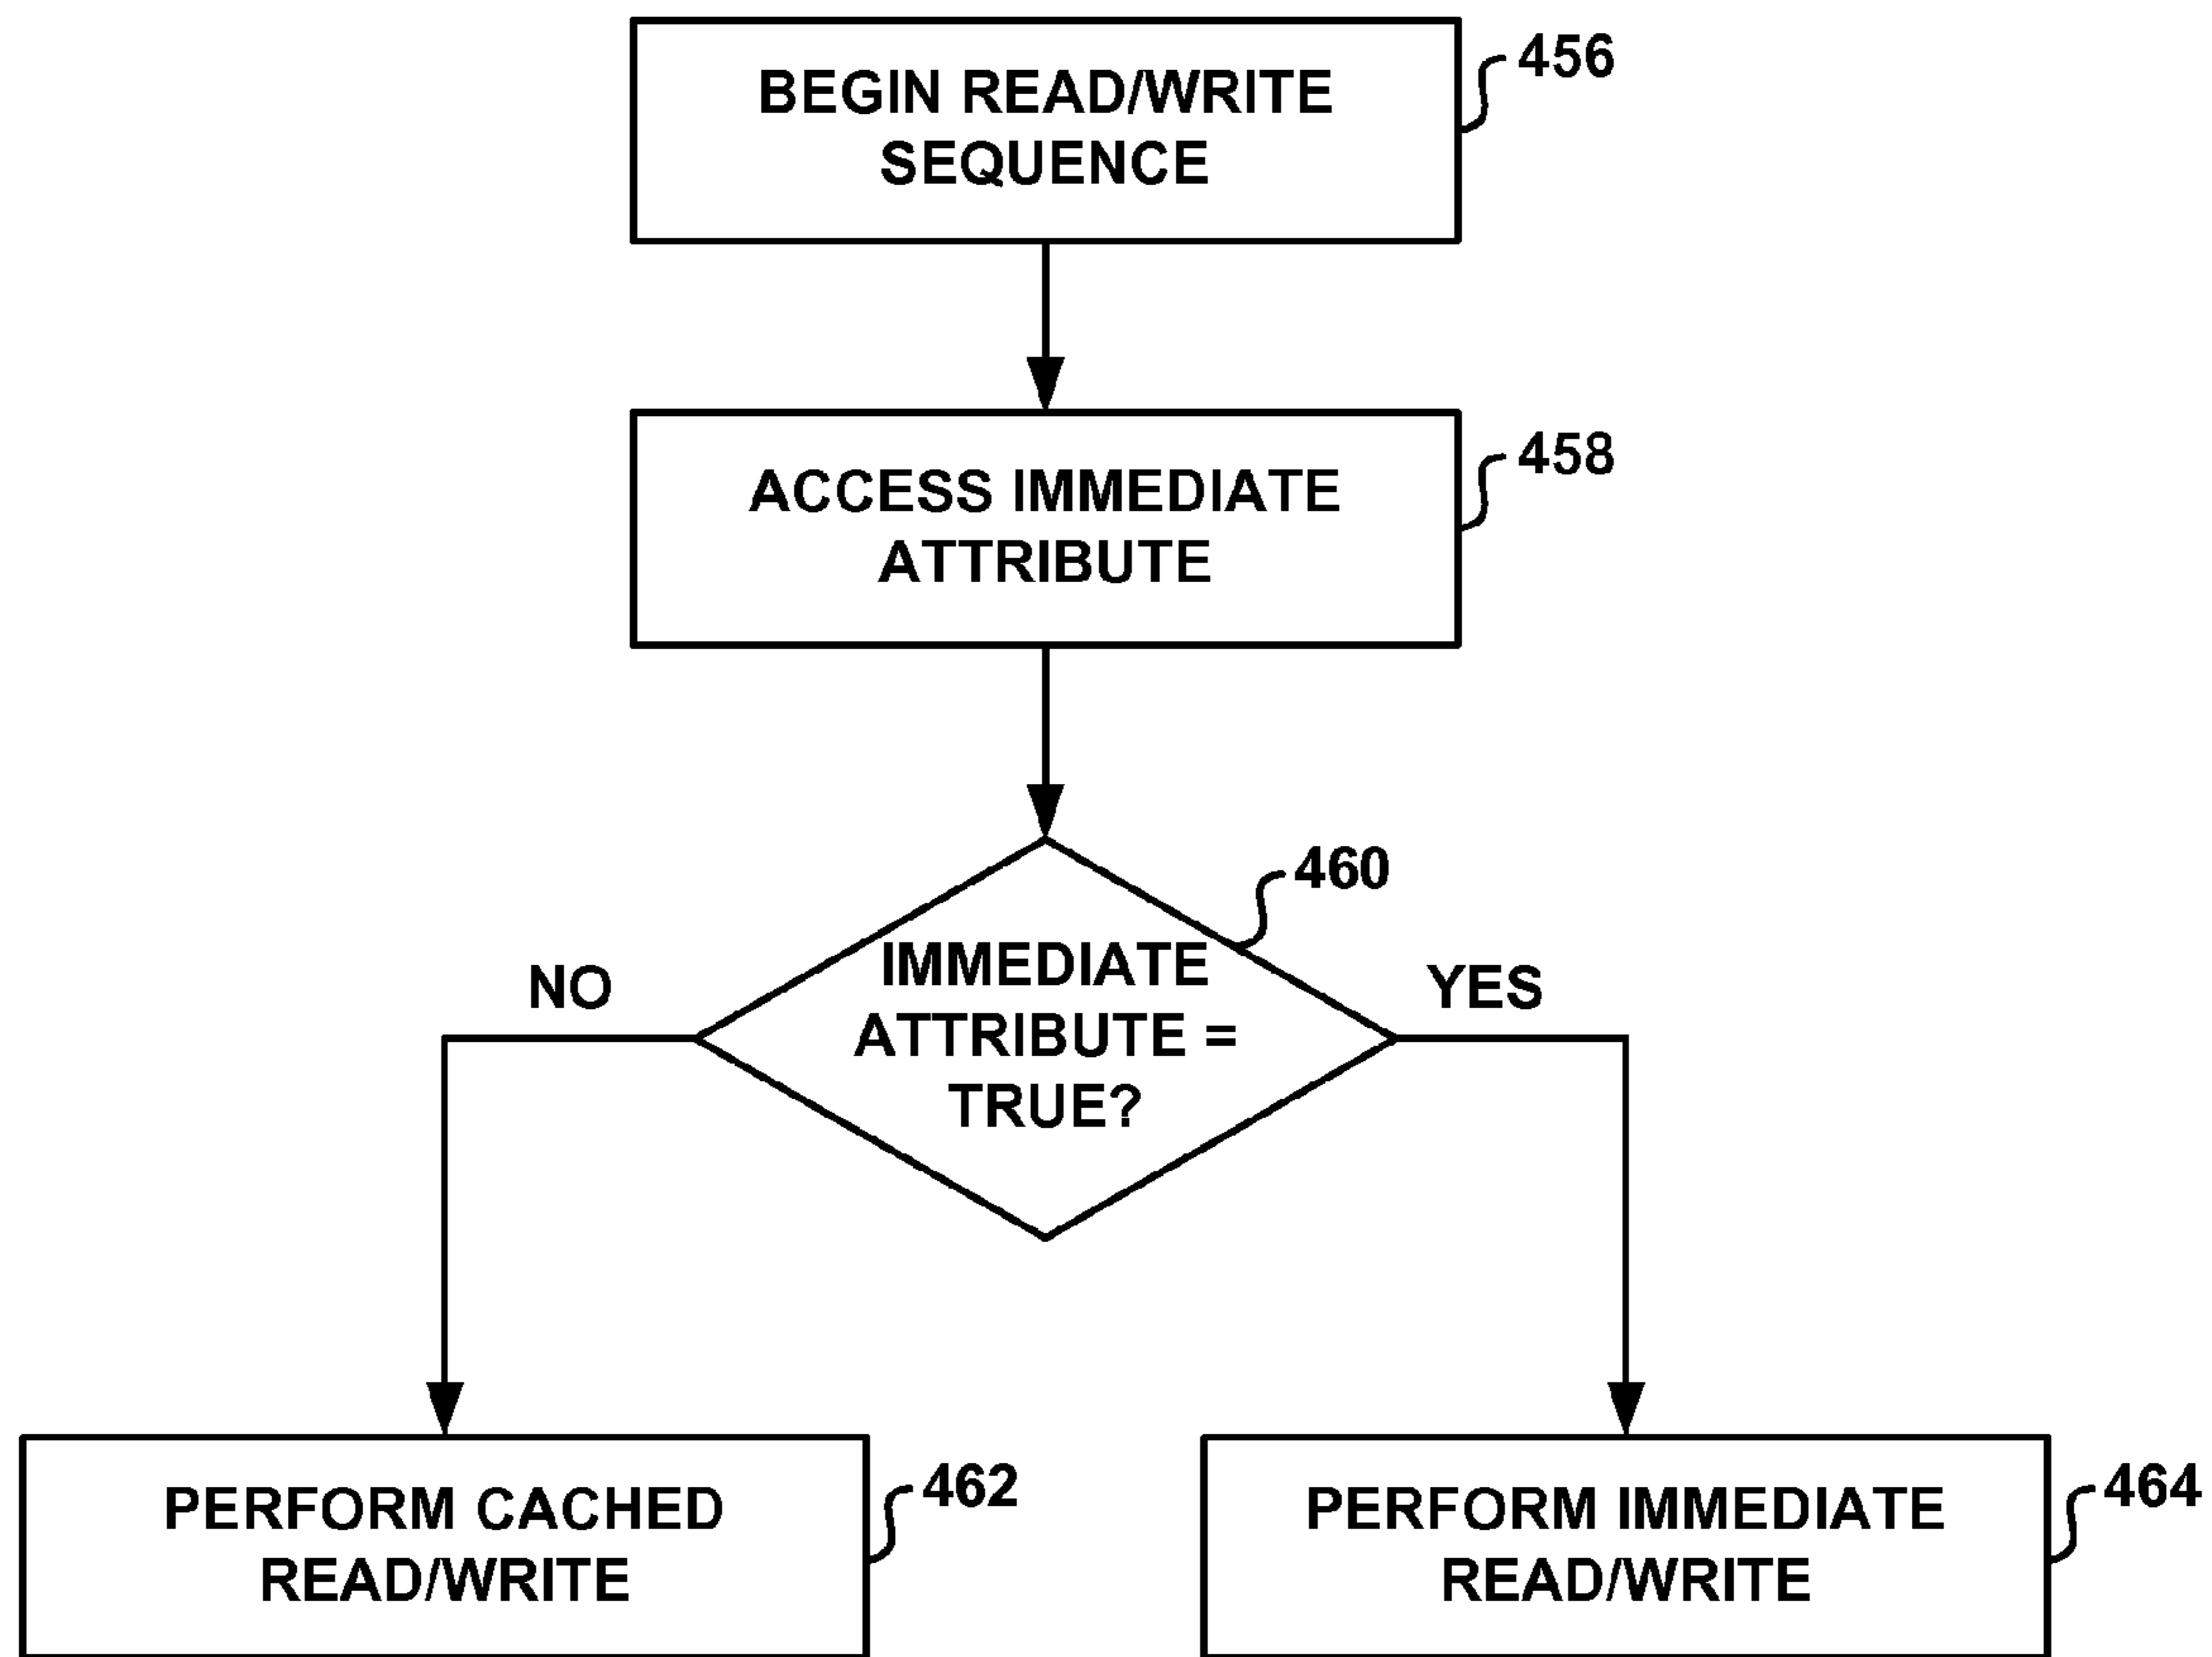 BEGIN READ/WRITE
SEQUENCE
456
ACCESS IMMEDIATE
ATTRIBUTE
458
460
IMMEDIATE
ATTRIBUTE =
TRUE?
NO
YES
PERFORM CACHED
READ/WRITE
462
PERFORM IMMEDIATE
READ/WRITE
464